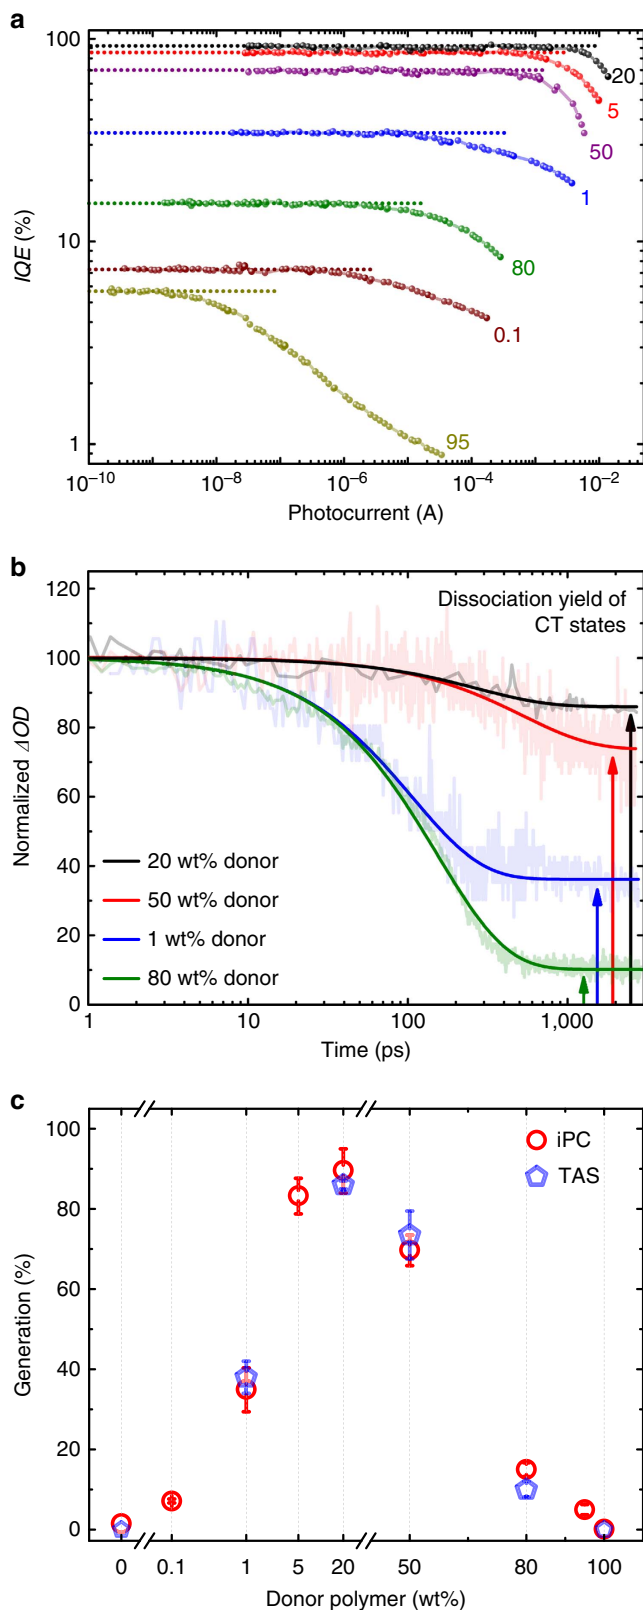 a
100
10
1
IQE (%)
20
5
50
1
80
0.1
95
10⁻¹⁰ 10⁻⁸ 10⁻⁶ 10⁻⁴ 10⁻²
Photocurrent (A)
b
120
100
80
60
40
20
0
Normalized ΔOD
Dissociation yield of
CT states
20 wt% donor
50 wt% donor
1 wt% donor
80 wt% donor
1 10 100 1,000
Time (ps)
c
100
80
60
40
20
0
Generation (%)
iPC
TAS
0 0.1 1 5 20 50 80 100
Donor polymer (wt%)